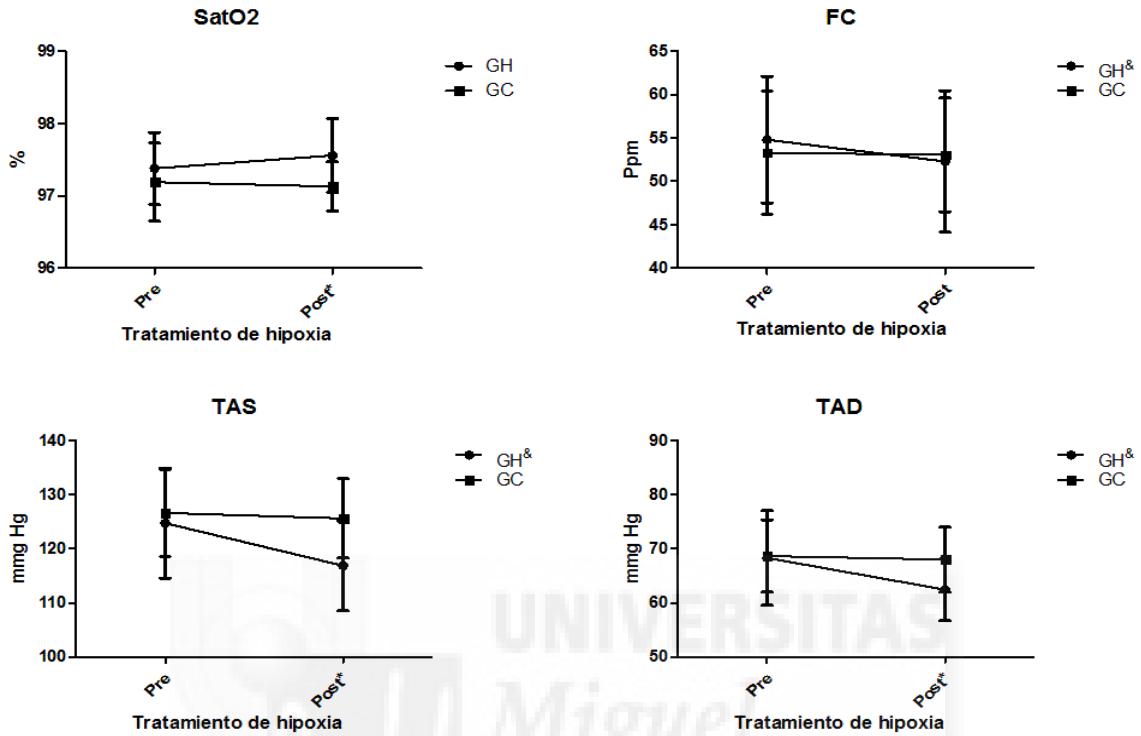 SatO2
99
98
97
96
%
GH
GC
Pre
Post*
Tratamiento de hipoxia
FC
65
60
55
50
45
40
Ppm
GH&
GC
Pre
Post
Tratamiento de hipoxia
TAS
140
130
120
110
100
mmg Hg
GH&
GC
Pre
Post*
Tratamiento de hipoxia
TAD
90
80
70
60
50
mmg Hg
GH&
GC
Pre
Post*
Tratamiento de hipoxia
UNIVERSITAS
Miguel